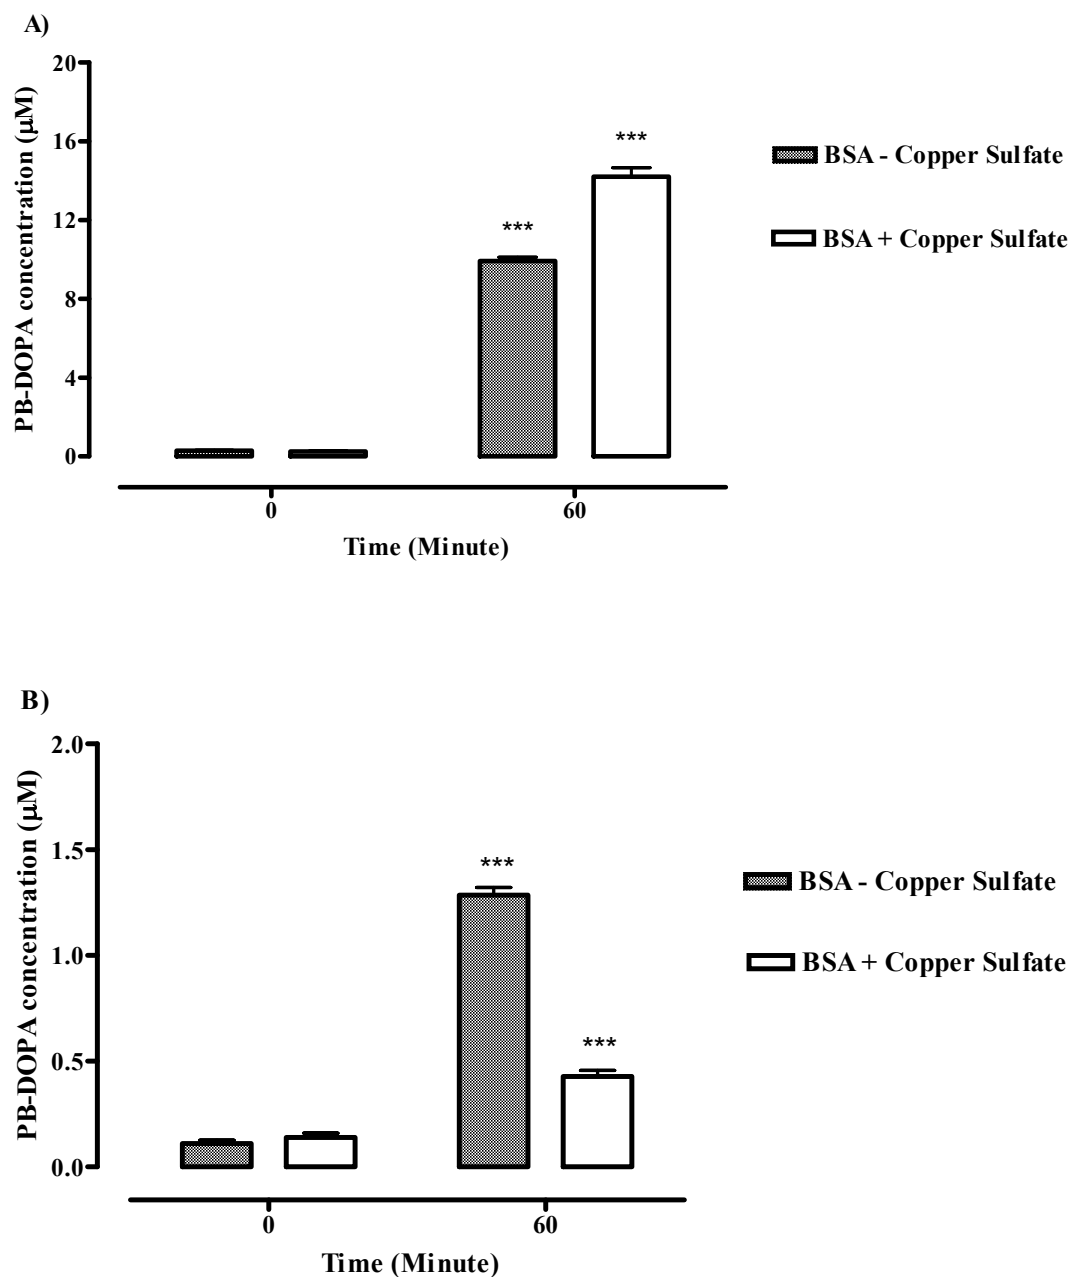 A)
20
16
12
8
4
0
PB-DOPA concentration (μM)
***
***
BSA - Copper Sulfate
BSA + Copper Sulfate
0
60
Time (Minute)
B)
2.0
1.5
1.0
0.5
0.0
PB-DOPA concentration (μM)
***
***
BSA - Copper Sulfate
BSA + Copper Sulfate
0
60
Time (Minute)